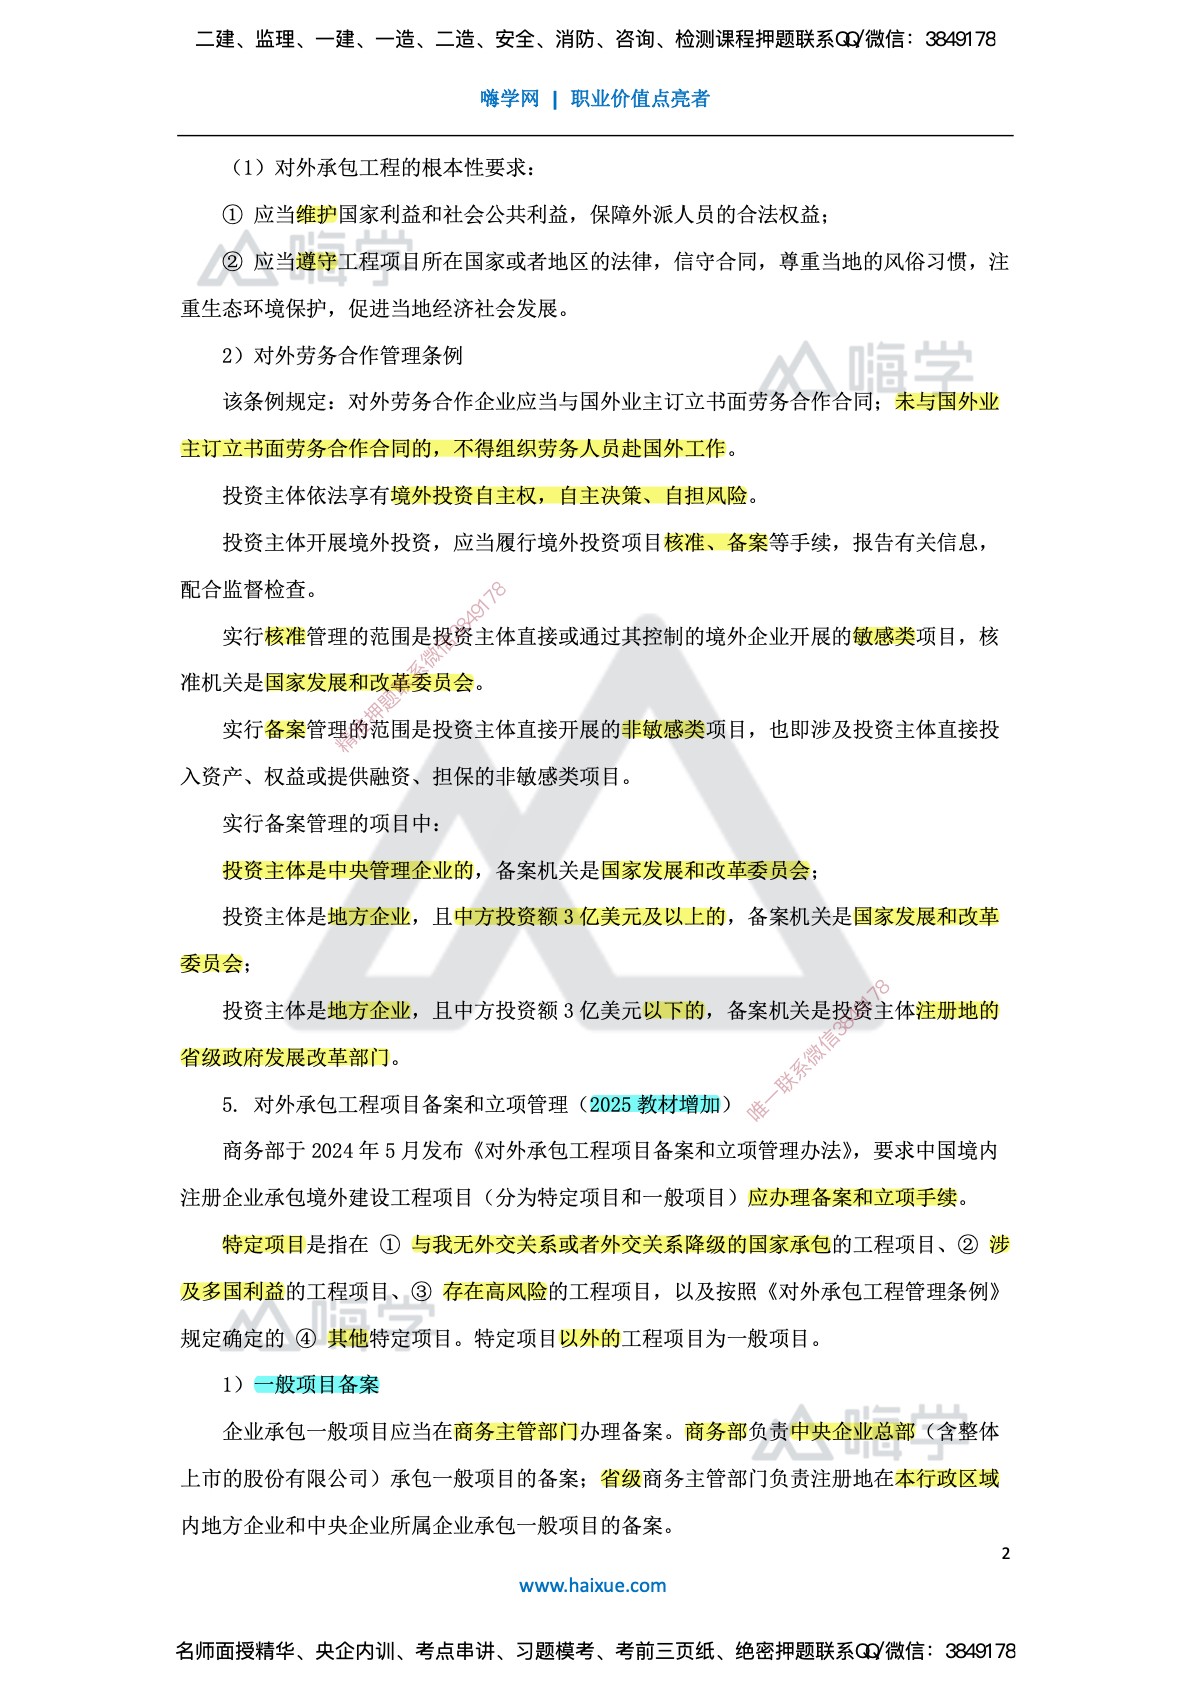 二建、监理、一建、一造、二造、安全、消防、咨询、检测课程押题联系QQ/微信：3849178
嗨学网 | 职业价值点亮者
（1）对外承包工程的根本性要求：
① 应当维护国家利益和社会公共利益，保障外派人员的合法权益；
嗨学
② 应当遵守工程项目所在国家或者地区的法律，信守合同，尊重当地的风俗习惯，注
重生态环境保护，促进当地经济社会发展。
2）对外劳务合作管理条例
嗨学
该条例规定：对外劳务合作企业应当与国外业主订立书面劳务合作合同；未与国外业
主订立书面劳务合作合同的，不得组织劳务人员赴国外工作。
投资主体依法享有境外投资自主权，自主决策、自担风险。
投资主体开展境外投资，应当履行境外投资项目核准、备案等手续，报告有关信息，
配合监督检查。
实行核准管理的范围是投资主体直接或通过其控制的境外企业开展的敏感类项目，核
准机关是国家发展和改革委员会。
精准押题联系微信3849178
实行备案管理的范围是投资主体直接开展的非敏感类项目，也即涉及投资主体直接投
入资产、权益或提供融资、担保的非敏感类项目。
实行备案管理的项目中：
投资主体是中央管理企业的，备案机关是国家发展和改革委员会；
投资主体是地方企业，且中方投资额 3 亿美元及以上的，备案机关是国家发展和改革
委员会；
投资主体是地方企业，且中方投资额 3 亿美元以下的，备案机关是投资主体注册地的
省级政府发展改革部门。
唯一联系微信3849178
5. 对外承包工程项目备案和立项管理（2025 教材增加）
商务部于 2024 年 5 月发布《对外承包工程项目备案和立项管理办法》，要求中国境内
注册企业承包境外建设工程项目（分为特定项目和一般项目）应办理备案和立项手续。
特定项目是指在 ① 与我无外交关系或者外交关系降级的国家承包的工程项目、② 涉
及多国利益的工程项目、③ 存在高风险的工程项目，以及按照《对外承包工程管理条例》
嗨学
规定确定的 ④ 其他特定项目。特定项目以外的工程项目为一般项目。
1）一般项目备案
企业承包一般项目应当在商务主管部门办理备案。商务部负责中央企业总部（含整体
嗨学
上市的股份有限公司）承包一般项目的备案；省级商务主管部门负责注册地在本行政区域
内地方企业和中央企业所属企业承包一般项目的备案。
2
www.haixue.com
名师面授精华、央企内训、考点串讲、习题模考、考前三页纸、绝密押题联系QQ/微信：3849178